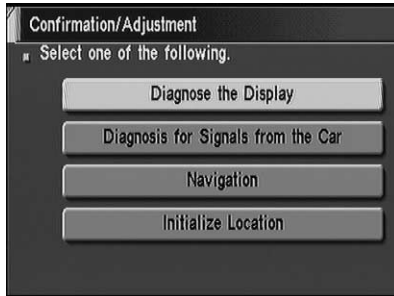 Confirmation/Adjustment
Select one of the following.
Diagnose the Display
Diagnosis for Signals from the Car
Navigation
Initialize Location